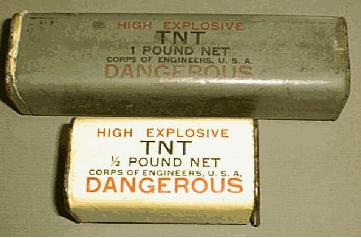 HIGH EXPLOSIVE
TNT
1 POUND NET
CORPS OF ENGINEERS, U. S. A.
DANGEROUS
HIGH EXPLOSIVE
TNT
½ POUND NET
CORPS OF ENGINEERS, U. S. A.
DANGEROUS